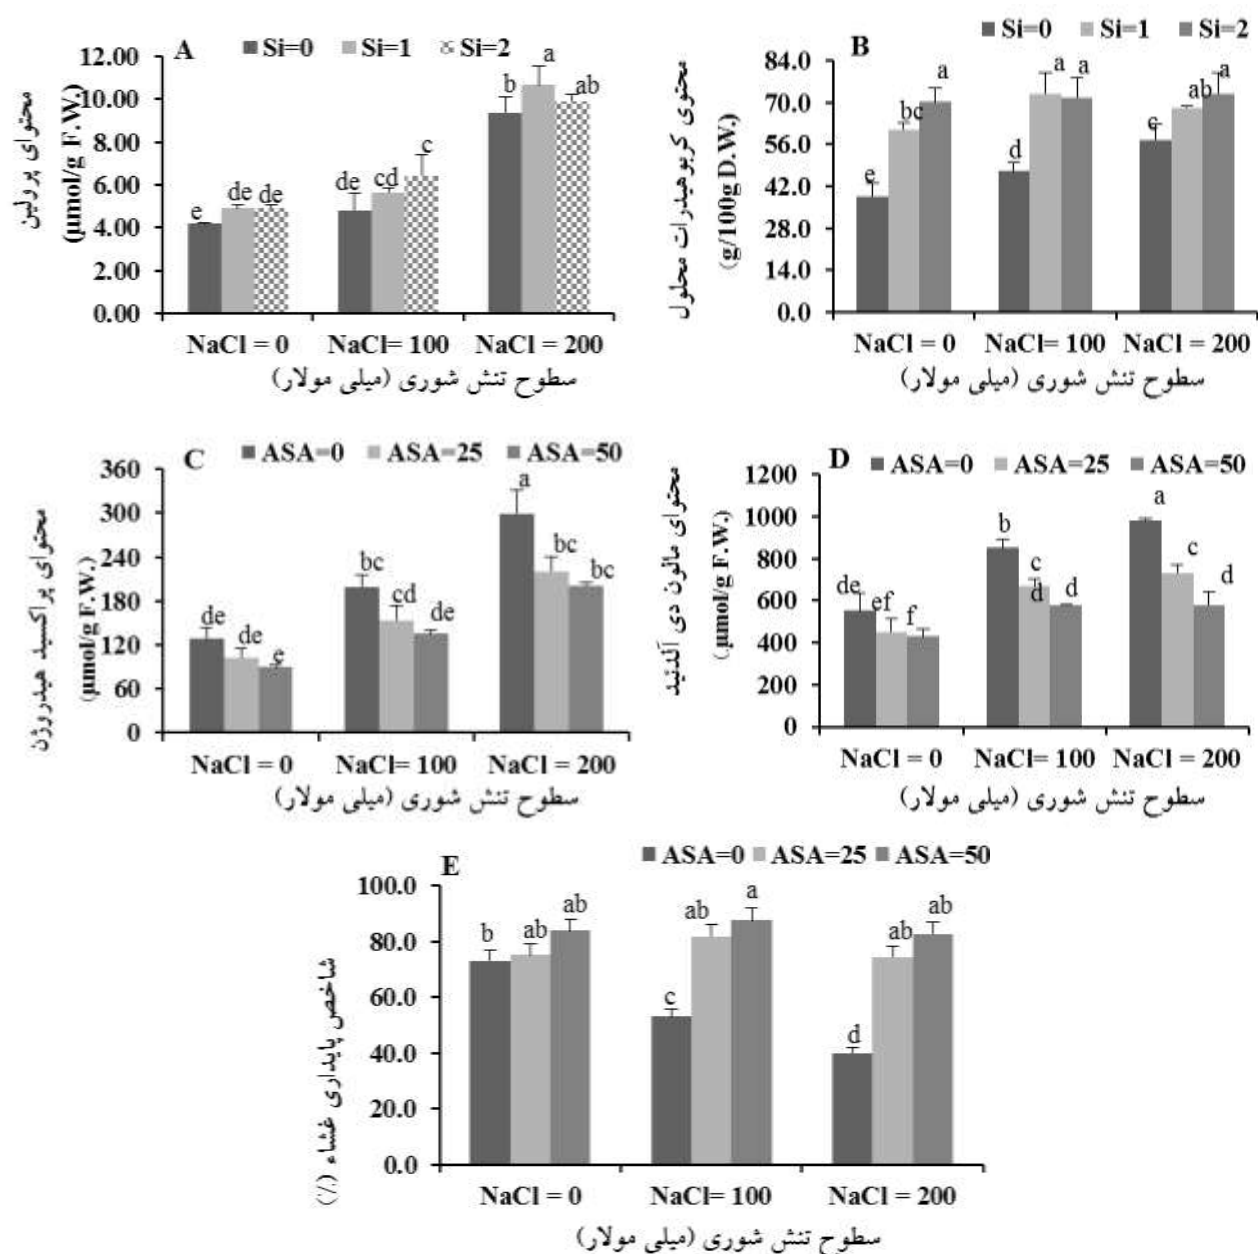 A
Si=0 Si=1 Si=2
محتوای پرولین
(µmol/g F.W.)
12.00
10.00
8.00
6.00
4.00
2.00
0.00
e de de
de cd c
b a ab
NaCl = 0 NaCl= 100 NaCl = 200
سطوح تنش شوری (میلی مولار)
B
Si=0 Si=1 Si=2
محتوی کربوهیدرات محلول
(g/100g D.W.)
84.0
70.0
56.0
42.0
28.0
14.0
0.0
e bc a
d a a
c ab a
NaCl = 0 NaCl= 100 NaCl = 200
سطوح تنش شوری (میلی مولار)
C
ASA=0 ASA=25 ASA=50
محتوای پراکسید هیدروژن
(µmol/g F.W.)
360
300
240
180
120
60
0
de de e
bc cd de
a bc bc
NaCl = 0 NaCl= 100 NaCl = 200
سطوح تنش شوری (میلی مولار)
D
ASA=0 ASA=25 ASA=50
محتوای مالون دی آلدئید
(µmol/g F.W.)
1200
1000
800
600
400
200
0
de ef f
b c d d
a c d
NaCl = 0 NaCl= 100 NaCl = 200
سطوح تنش شوری (میلی مولار)
E
ASA=0 ASA=25 ASA=50
شاخص پایداری غشاء (%)
100.0
80.0
60.0
40.0
20.0
0.0
b ab ab
c ab a
d ab ab
NaCl = 0 NaCl= 100 NaCl = 200
سطوح تنش شوری (میلی مولار)